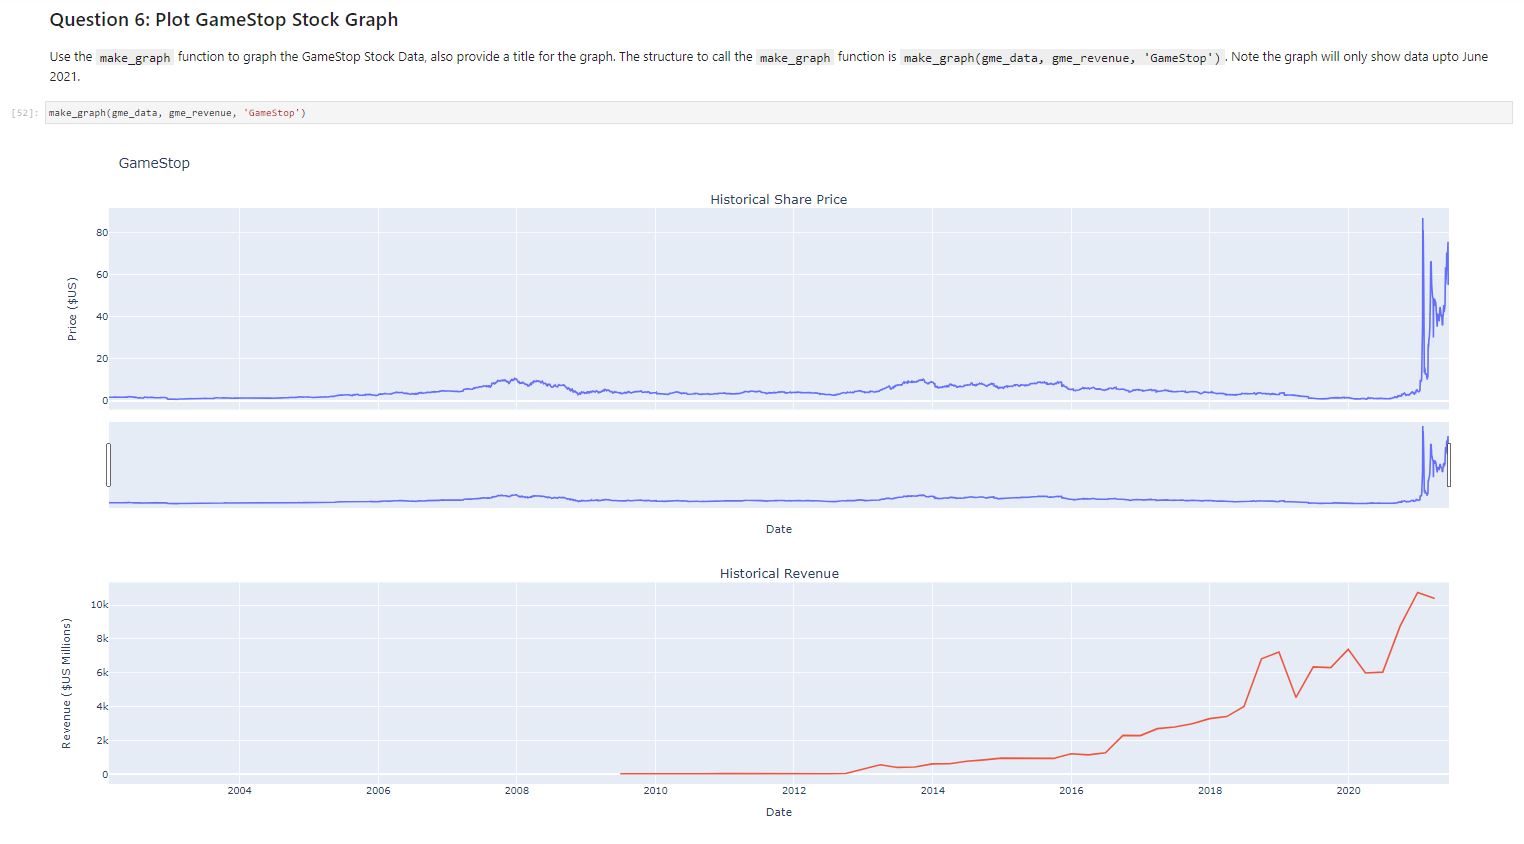 Question 6: Plot GameStop Stock Graph
Use the make_graph function to graph the GameStop Stock Data, also provide a title for the graph. The structure to call the make_graph function is make_graph(gme_data, gme_revenue, 'GameStop') . Note the graph will only show data upto June
2021.
[52]: make_graph(gme_data, gme_revenue, 'GameStop')
GameStop
Historical Share Price
80
60
40
20
0
Price ($US)
Date
Historical Revenue
10k
8k
6k
4k
2k
0
Revenue ($US Millions)
2004 2006 2008 2010 2012 2014 2016 2018 2020
Date